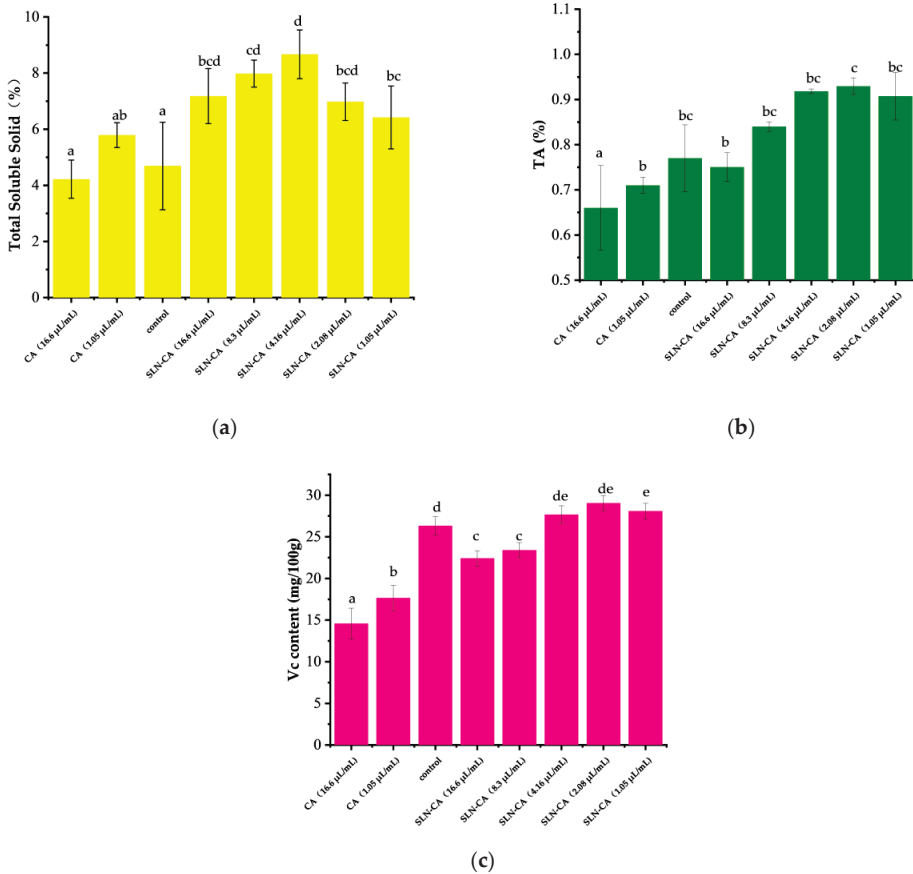 Total Soluble Solid（%）
10
8
6
4
2
0
a
ab
a
bcd
cd
d
bcd
bc
CA（16.6 μL/mL）
CA（1.05 μL/mL）
control
SLN-CA（16.6 μL/mL）
SLN-CA（8.3 μL/mL）
SLN-CA（4.16 μL/mL）
SLN-CA（2.08 μL/mL）
SLN-CA（1.05 μL/mL）
(a)
TA (%)
1.1
1.0
0.9
0.8
0.7
0.6
0.5
a
b
bc
bc
bc
bc
c
bc
CA（16.6 μL/mL）
CA（1.05 μL/mL）
control
SLN-CA（16.6 μL/mL）
SLN-CA（8.3 μL/mL）
SLN-CA（4.16 μL/mL）
SLN-CA（2.08 μL/mL）
SLN-CA（1.05 μL/mL）
(b)
Vc content (mg/100g)
30
25
20
15
10
5
0
a
b
d
c
c
de
de
e
CA（16.6 μL/mL）
CA（1.05 μL/mL）
control
SLN-CA（16.6 μL/mL）
SLN-CA（8.3 μL/mL）
SLN-CA（4.16 μL/mL）
SLN-CA（2.08 μL/mL）
SLN-CA（1.05 μL/mL）
(c)